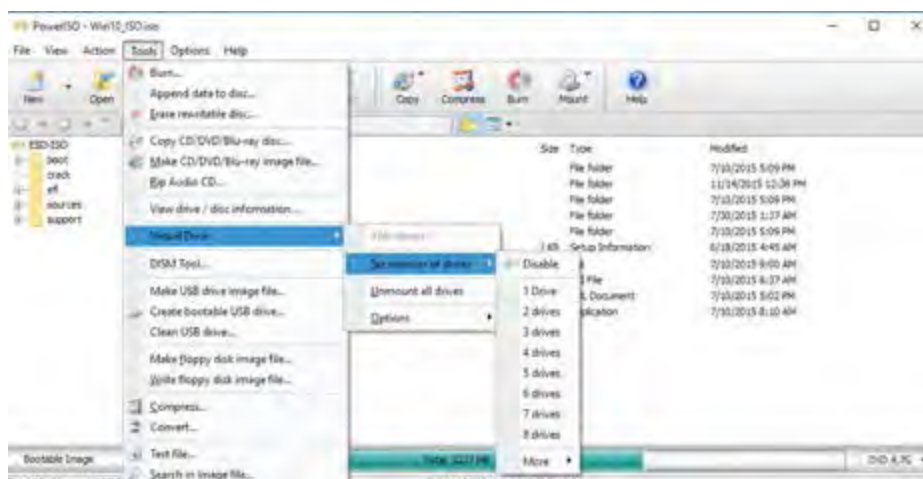 PowerISO - Win10_ISO.iso
File View Action Tools Options Help
New Open Copy Compress Burn Mount Help
Burn...
Append data to disc...
Erase rewritable disc...
Copy CD/DVD/Blu-ray disc...
Make CD/DVD/Blu-ray image file...
Rip Audio CD...
View drive / disc information...
Virtual Drive
DISM Tool...
Make USB drive image file...
Create bootable USB drive...
Clean USB drive...
Make floppy disk image file...
Write floppy disk image file...
Compress...
Convert...
Test file...
Search in image file...
Set number of drives
Unmount all drives
Options
Disable
1 Drive
2 drives
3 drives
4 drives
5 drives
6 drives
7 drives
8 drives
More
ESD-ISO
boot
crack
efi
sources
support
Size Type Modified
File folder 7/10/2015 5:09 PM
File folder 11/14/2015 12:36 PM
File folder 7/10/2015 5:09 PM
File folder 7/30/2015 1:37 AM
File folder 7/10/2015 5:09 PM
KB Setup Information 6/18/2015 4:45 AM
7/10/2015 9:00 AM
File 7/10/2015 6:37 AM
Document 7/10/2015 5:02 PM
plication 7/10/2015 8:10 AM
Bootable Image